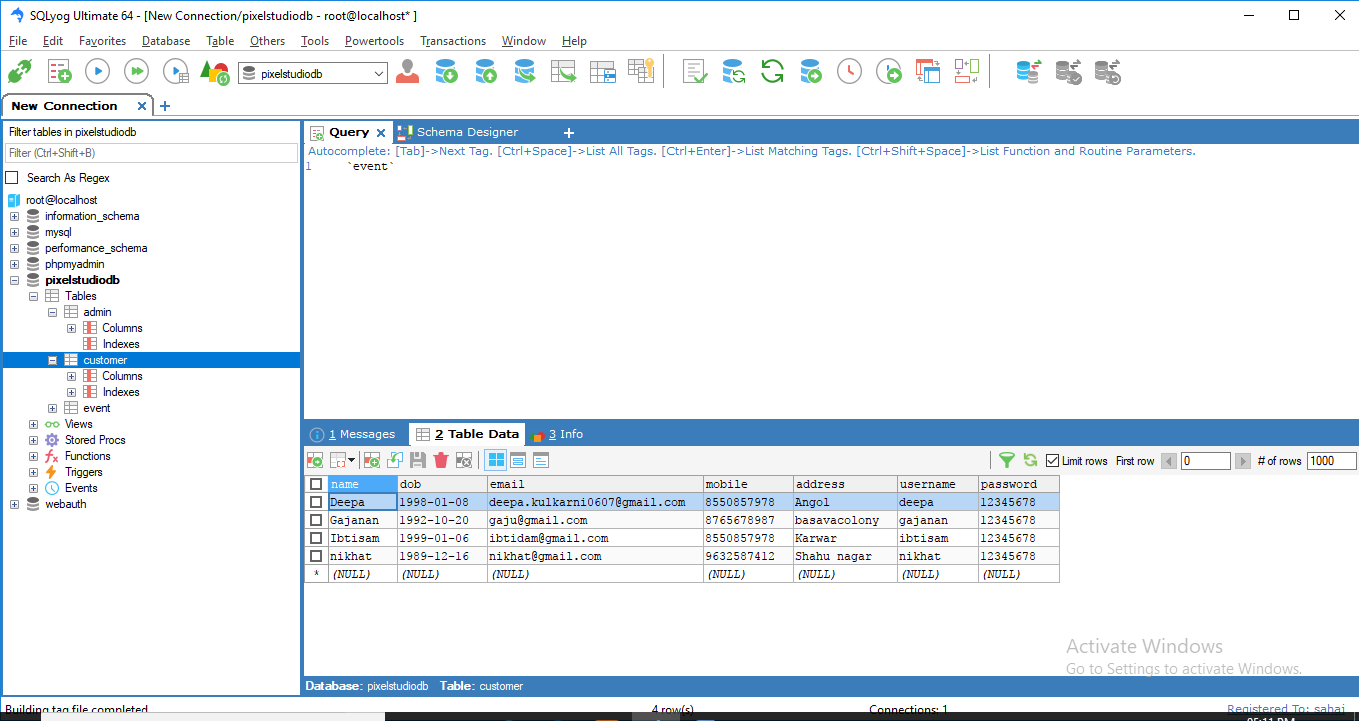 SQLyog Ultimate 64 - [New Connection/pixelstudiodb - root@localhost* ]
File Edit Favorites Database Table Others Tools Powertools Transactions Window Help
pixelstudiodb
New Connection
Filter tables in pixelstudiodb
Filter (Ctrl+Shift+B)
Search As Regex
root@localhost
information_schema
mysql
performance_schema
phpmyadmin
pixelstudiodb
Tables
admin
Columns
Indexes
customer
Columns
Indexes
event
Views
Stored Procs
Functions
Triggers
Events
webauth
Query Schema Designer
Autocomplete: [Tab]->Next Tag. [Ctrl+Space]->List All Tags. [Ctrl+Enter]->List Matching Tags. [Ctrl+Shift+Space]->List Function and Routine Parameters.
1 `event`
1 Messages 2 Table Data 3 Info
Limit rows First row 0 # of rows 1000
name dob email mobile address username password
Deepa 1998-01-08 deepa.kulkarni0607@gmail.com 8550857978 Angol deepa 12345678
Gajanan 1992-10-20 gaju@gmail.com 8765678987 basavacolony gajanan 12345678
Ibtisam 1999-01-06 ibtidam@gmail.com 8550857978 Karwar ibtisam 12345678
nikhat 1989-12-16 nikhat@gmail.com 9632587412 Shahu nagar nikhat 12345678
* (NULL) (NULL) (NULL) (NULL) (NULL) (NULL) (NULL)
Activate Windows
Go to Settings to activate Windows.
Database: pixelstudiodb Table: customer
Building tag file completed 4 row(s) Connections: 1 Registered To: sahaj
05:11 PM